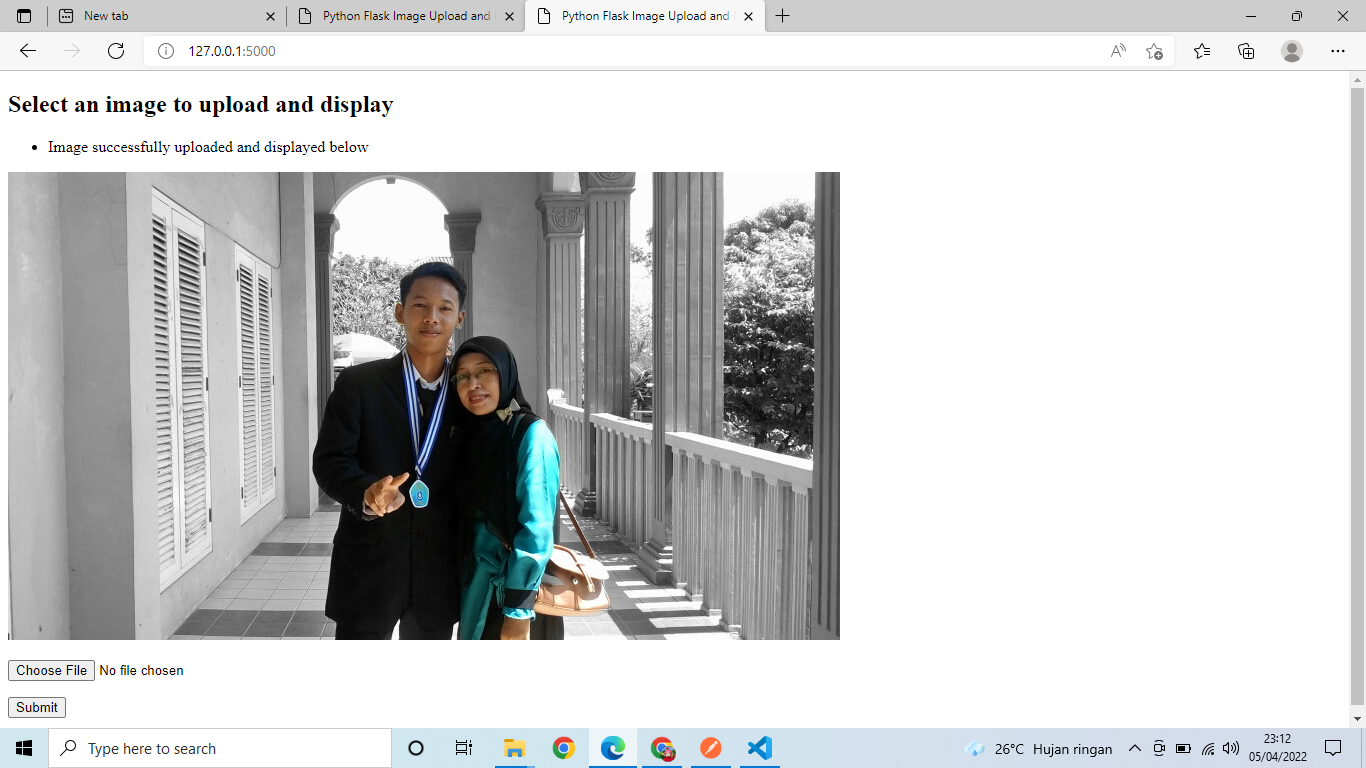 New tab
Python Flask Image Upload and
Python Flask Image Upload and
127.0.0.1:5000
Select an image to upload and display
Image successfully uploaded and displayed below
Choose File No file chosen
Submit
Type here to search
26°C Hujan ringan
23:12
05/04/2022